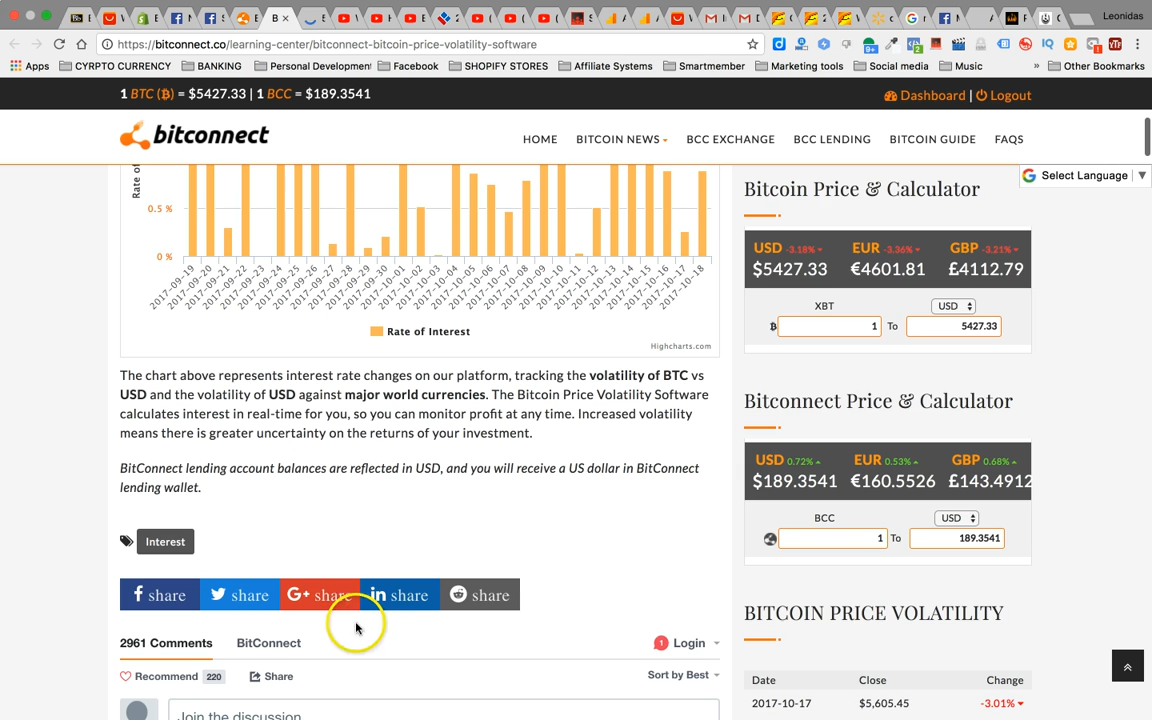 Leonidas
https://bitconnect.co/learning-center/bitconnect-bitcoin-price-volatility-software
Apps CYRPTO CURRENCY BANKING Personal Development Facebook SHOPIFY STORES Affiliate Systems Smartmember Marketing tools Social media Music » Other Bookmarks
1 BTC (₿) = $5427.33 | 1 BCC = $189.3541
Dashboard | Logout
bitconnect
HOME BITCOIN NEWS BCC EXCHANGE BCC LENDING BITCOIN GUIDE FAQS
Select Language ▼
Rate of
0.5 %
0 %
2017-09-19 2017-09-20 2017-09-21 2017-09-22 2017-09-23 2017-09-24 2017-09-25 2017-09-26 2017-09-27 2017-09-28 2017-09-29 2017-09-30 2017-10-01 2017-10-02 2017-10-03 2017-10-04 2017-10-05 2017-10-06 2017-10-07 2017-10-08 2017-10-09 2017-10-10 2017-10-11 2017-10-12 2017-10-13 2017-10-14 2017-10-15 2017-10-16 2017-10-17 2017-10-18
Rate of Interest
Highcharts.com
The chart above represents interest rate changes on our platform, tracking the volatility of BTC vs
USD and the volatility of USD against major world currencies. The Bitcoin Price Volatility Software
calculates interest in real-time for you, so you can monitor profit at any time. Increased volatility
means there is greater uncertainty on the returns of your investment.
BitConnect lending account balances are reflected in USD, and you will receive a US dollar in BitConnect
lending wallet.
Interest
share share G+ share in share share
2961 Comments BitConnect 1 Login
Recommend 220 Share Sort by Best
Join the discussion
Bitcoin Price & Calculator
USD -3.18% EUR -3.36% GBP -3.21%
$5427.33 €4601.81 £4112.79
XBT USD
1 To 5427.33
Bitconnect Price & Calculator
USD 0.72% EUR 0.53% GBP 0.68%
$189.3541 €160.5526 £143.4912
BCC USD
1 To 189.3541
BITCOIN PRICE VOLATILITY
Date Close Change
2017-10-17 $5,605.45 -3.01%